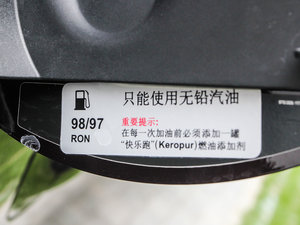 只能使用无铅汽油
98/97
RON
重要提示:
在每一次加油前必须添加一罐
“快乐跑”(Keropur)燃油添加剂